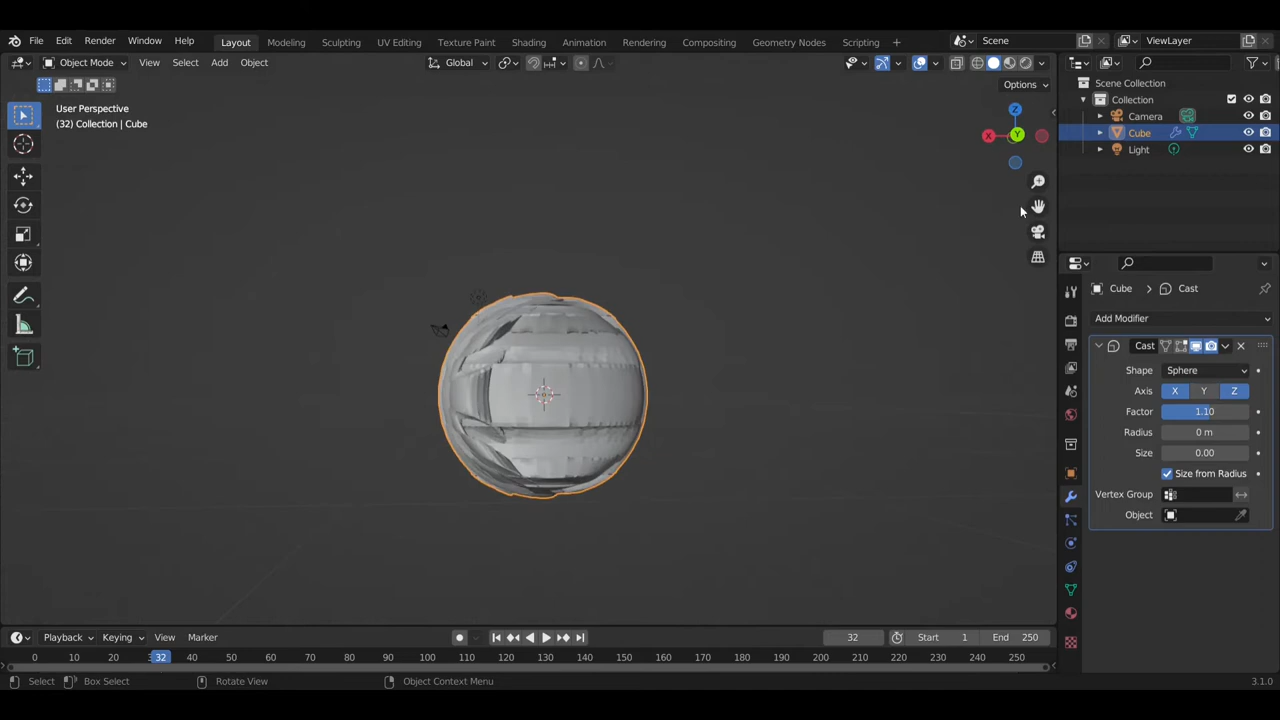 File Edit Render Window Help Layout Modeling Sculpting UV Editing Texture Paint Shading Animation Rendering Compositing Geometry Nodes Scripting + Scene ViewLayer
Object Mode View Select Add Object Global
Options
User Perspective
(32) Collection | Cube
Z
X
Y
Scene Collection
Collection
Camera
Cube
Light
Cube > Cast
Add Modifier
Cast
Shape Sphere
Axis X Y Z
Factor 1.10
Radius 0 m
Size 0.00
Size from Radius
Vertex Group
Object
Playback Keying View Marker 32 Start 1 End 250
0 10 20 32 40 50 60 70 80 90 100 110 120 130 140 150 160 170 180 190 200 210 220 230 240 250
Select Box Select Rotate View Object Context Menu 3.1.0